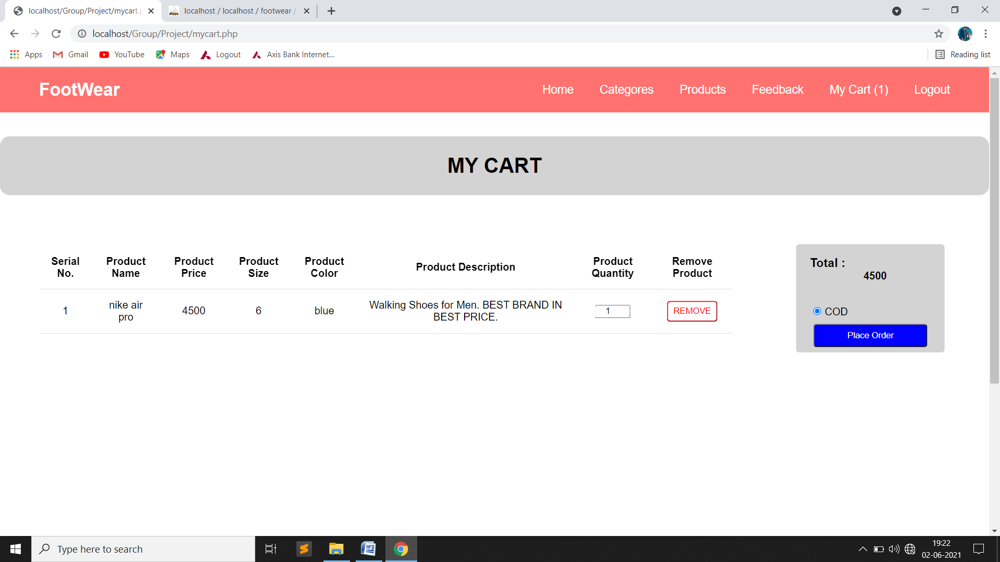 localhost/Group/Project/mycart.p
localhost / localhost / footwear /
localhost/Group/Project/mycart.php
Apps
Gmail
YouTube
Maps
Logout
Axis Bank Internet...
Reading list
FootWear
Home
Categores
Products
Feedback
My Cart (1)
Logout
MY CART
Serial
No.
Product
Name
Product
Price
Product
Size
Product
Color
Product Description
Product
Quantity
Remove
Product
1
nike air
pro
4500
6
blue
Walking Shoes for Men. BEST BRAND IN
BEST PRICE.
1
REMOVE
Total :
4500
COD
Place Order
Type here to search
19:22
02-06-2021